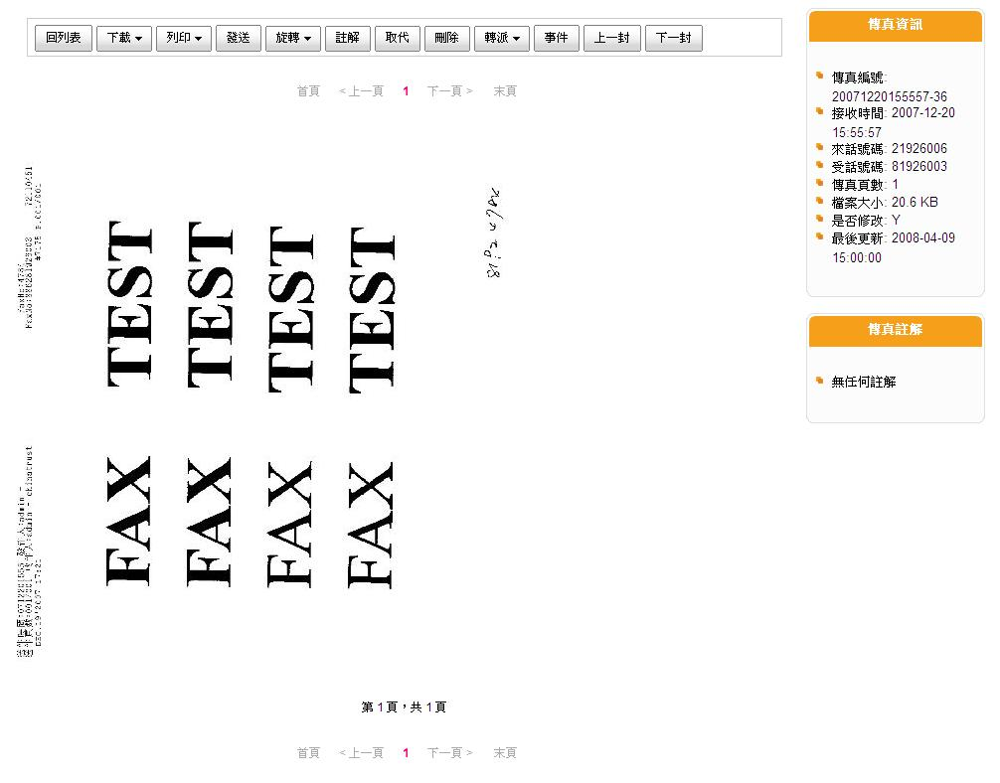 回列表 下載 列印 發送 旋轉 註解 取代 刪除 轉派 事件 上一封 下一封
首頁 < 上一頁 1 下一頁 > 末頁
FAX TEST
FAX TEST
FAX TEST
FAX TEST
第 1 頁，共 1 頁
首頁 < 上一頁 1 下一頁 > 末頁
傳真資訊
傳真編號:
20071220155557-36
接收時間: 2007-12-20
15:55:57
來話號碼: 21926006
受話號碼: 81926003
傳真頁數: 1
檔案大小: 20.6 KB
是否修改: Y
最後更新: 2008-04-09
15:00:00
傳真註解
無任何註解